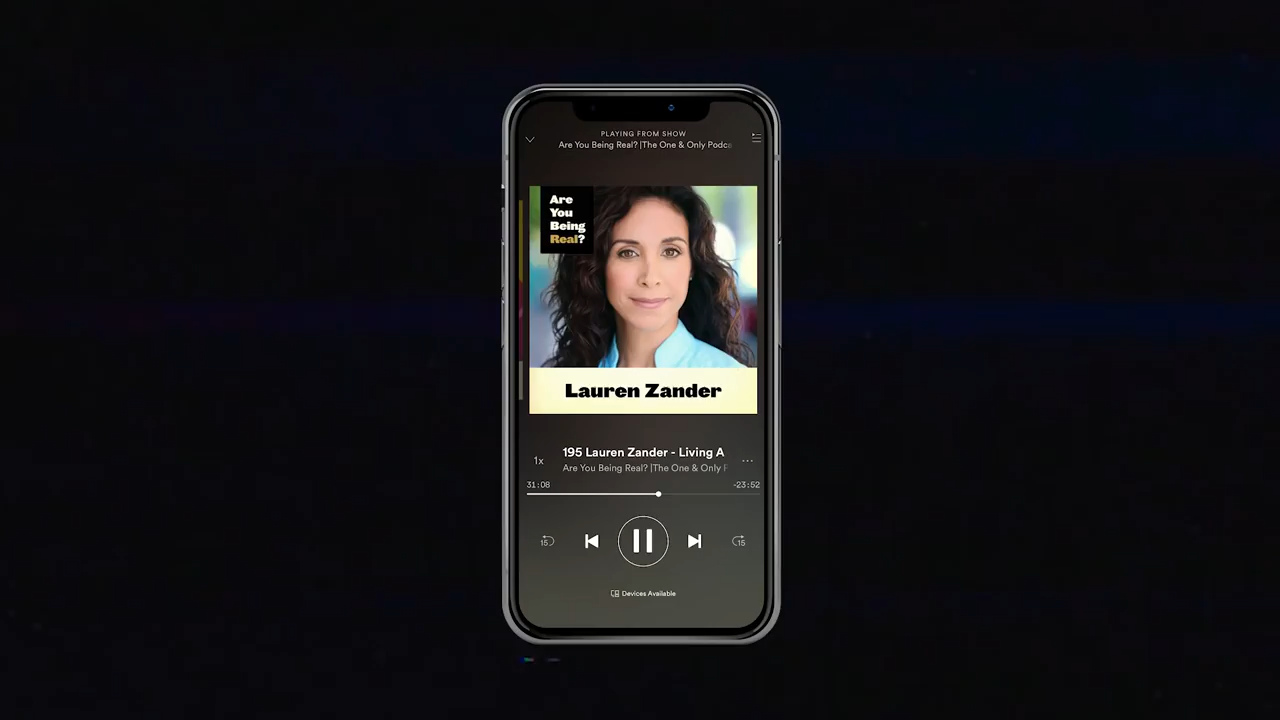 PLAYING FROM SHOW
Are You Being Real? |The One & Only Podca
Are
You
Being
Real?
Lauren Zander
1x
195 Lauren Zander - Living A
...
Are You Being Real? |The One & Only F
31:08
-23:52
15
15
Devices Available